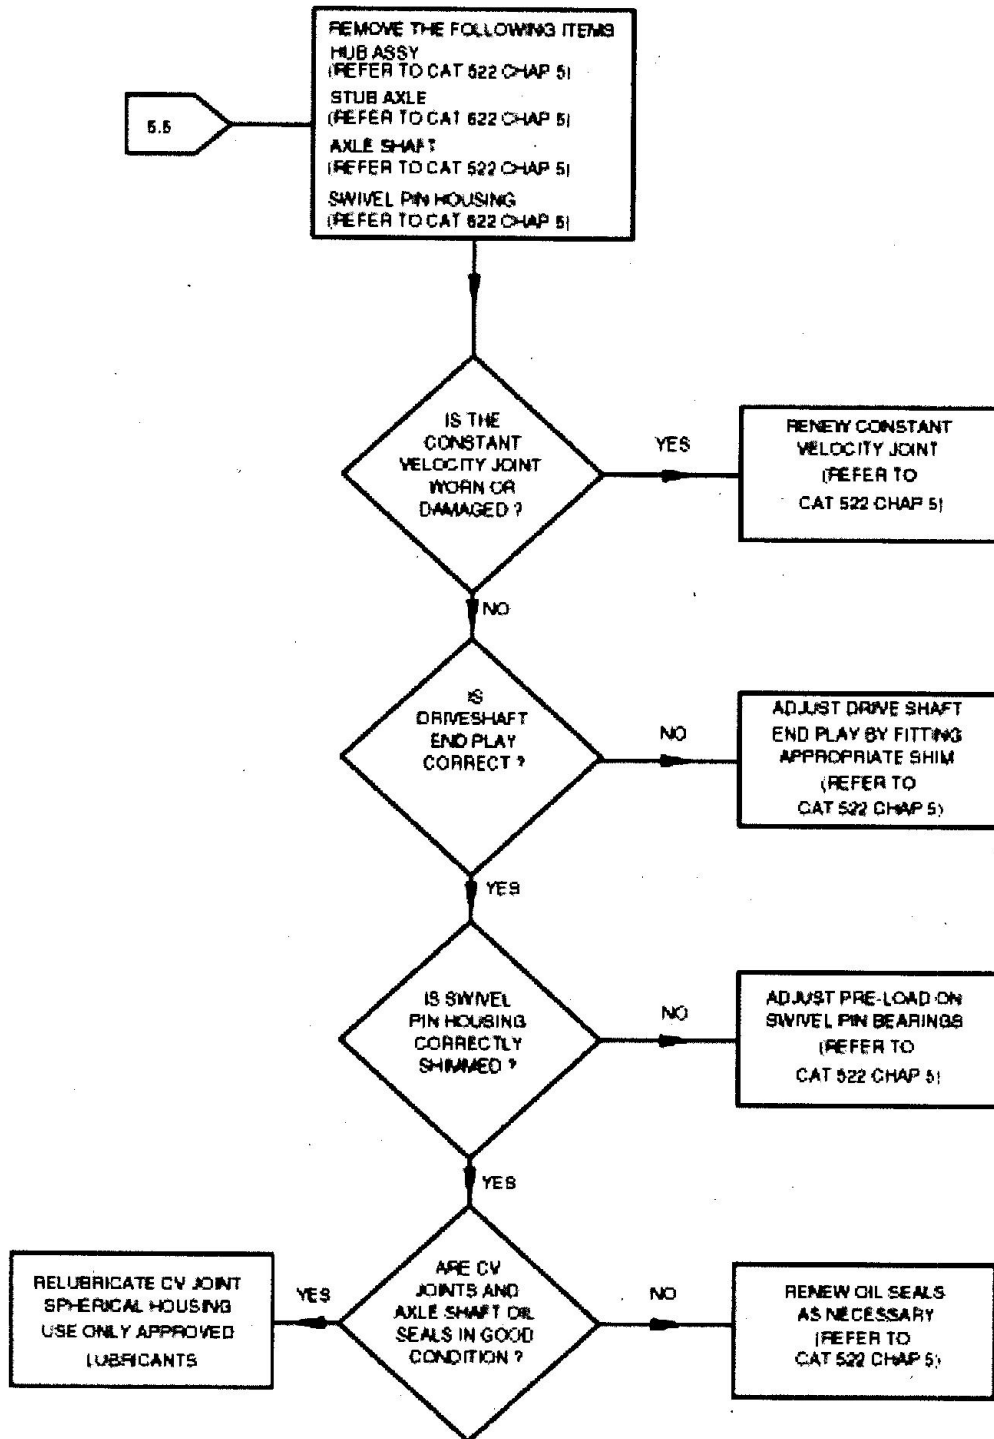 REMOVE THE FOLLOWING ITEMS
HUB ASSY
(REFER TO CAT 522 CHAP 5)
STUB AXLE
(REFER TO CAT 622 CHAP 5)
AXLE SHAFT
(REFER TO CAT 522 CHAP 5)
SWIVEL PIN HOUSING
(REFER TO CAT 622 CHAP 5)
5.5
IS THE
CONSTANT
VELOCITY JOINT
WORN OR
DAMAGED ?
YES
RENEW CONSTANT
VELOCITY JOINT
(REFER TO
CAT 522 CHAP 5)
NO
IS
DRIVESHAFT
END PLAY
CORRECT ?
NO
ADJUST DRIVE SHAFT
END PLAY BY FITTING
APPROPRIATE SHIM
(REFER TO
CAT 522 CHAP 5)
YES
IS SWIVEL
PIN HOUSING
CORRECTLY
SHIMMED ?
NO
ADJUST PRE-LOAD ON
SWIVEL PIN BEARINGS
(REFER TO
CAT 522 CHAP 5)
YES
ARE CV
JOINTS AND
AXLE SHAFT OIL
SEALS IN GOOD
CONDITION ?
YES
RELUBRICATE CV JOINT
SPHERICAL HOUSING
USE ONLY APPROVED
LUBRICANTS
NO
RENEW OIL SEALS
AS NECESSARY
(REFER TO
CAT 522 CHAP 5)